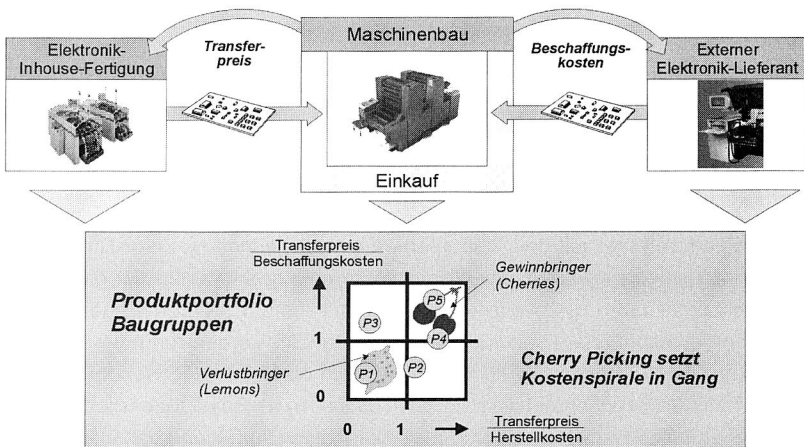 Elektronik-
Inhouse-Fertigung
Transfer-
preis
Maschinenbau
Einkauf
Beschaffungs-
kosten
Externer
Elektronik-Lieferant
Produktportfolio
Baugruppen
Transferpreis
Beschaffungskosten
Gewinnbringer
(Cherries)
P5
P3
P4
1
Verlustbringer
(Lemons)
P1
P2
0
Cherry Picking setzt
Kostenspirale in Gang
0 1
Transferpreis
Herstellkosten